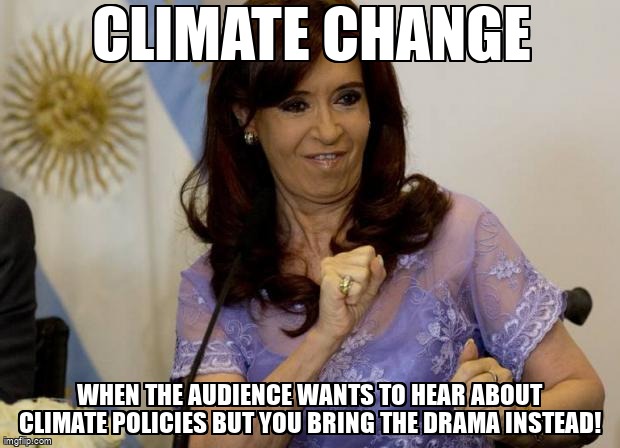 CLIMATE CHANGE
WHEN THE AUDIENCE WANTS TO HEAR ABOUT
CLIMATE POLICIES BUT YOU BRING THE DRAMA INSTEAD!
imgflip.com